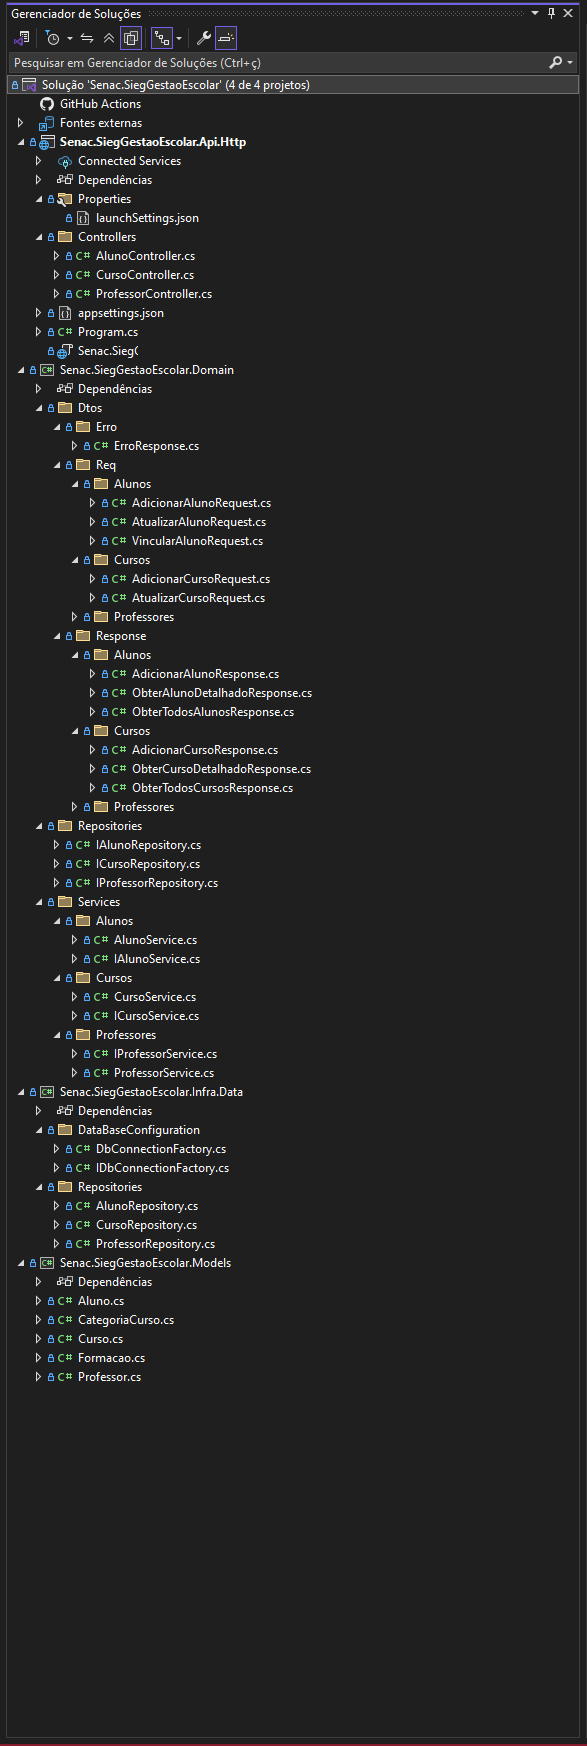 Gerenciador de Soluções
Pesquisar em Gerenciador de Soluções (Ctrl+ç)
Solução 'Senac.SiegGestaoEscolar' (4 de 4 projetos)
GitHub Actions
Fontes externas
Senac.SiegGestaoEscolar.Api.Http
Connected Services
Dependências
Properties
launchSettings.json
Controllers
C# AlunoController.cs
C# CursoController.cs
C# ProfessorController.cs
appsettings.json
C# Program.cs
Senac.Sieg
C# Senac.SiegGestaoEscolar.Domain
Dependências
Dtos
Erro
C# ErroResponse.cs
Req
Alunos
C# AdicionarAlunoRequest.cs
C# AtualizarAlunoRequest.cs
C# VincularAlunoRequest.cs
Cursos
C# AdicionarCursoRequest.cs
C# AtualizarCursoRequest.cs
Professores
Response
Alunos
C# AdicionarAlunoResponse.cs
C# ObterAlunoDetalhadoResponse.cs
C# ObterTodosAlunosResponse.cs
Cursos
C# AdicionarCursoResponse.cs
C# ObterCursoDetalhadoResponse.cs
C# ObterTodosCursosResponse.cs
Professores
Repositories
C# IAlunoRepository.cs
C# ICursoRepository.cs
C# IProfessorRepository.cs
Services
Alunos
C# AlunoService.cs
C# IAlunoService.cs
Cursos
C# CursoService.cs
C# ICursoService.cs
Professores
C# IProfessorService.cs
C# ProfessorService.cs
C# Senac.SiegGestaoEscolar.Infra.Data
Dependências
DataBaseConfiguration
C# DbConnectionFactory.cs
C# IDbConnectionFactory.cs
Repositories
C# AlunoRepository.cs
C# CursoRepository.cs
C# ProfessorRepository.cs
C# Senac.SiegGestaoEscolar.Models
Dependências
C# Aluno.cs
C# CategoriaCurso.cs
C# Curso.cs
C# Formacao.cs
C# Professor.cs